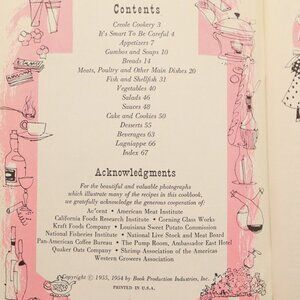 Contents
Creole Cookery 3
It's Smart To Be Careful 4
Appetizers 7
Gumbos and Soups 10
Breads 14
Meats, Poultry and Other Main Dishes 20
Fish and Shellfish 31
Vegetables 40
Salads 46
Sauces 48
Cake and Cookies 50
Desserts 55
Beverages 63
Lagniappe 66
Index 67
Acknowledgments
For the beautiful and valuable photographs
which illustrate many of the recipes in this cookbook,
we gratefully acknowledge the generous cooperation of:
Ac'cent • American Meat Institute
California Foods Research Institute • Corning Glass Works
Kraft Foods Company • Louisiana Sweet Potato Commission
National Fisheries Institute • National Live Stock and Meat Board
Pan-American Coffee Bureau • The Pump Room, Ambassador East Hotel
Quaker Oats Company • Shrimp Association of the Americas
Western Growers Association
Copyright © 1955, 1954 by Book Production Industries, Inc.
PRINTED IN U.S.A.